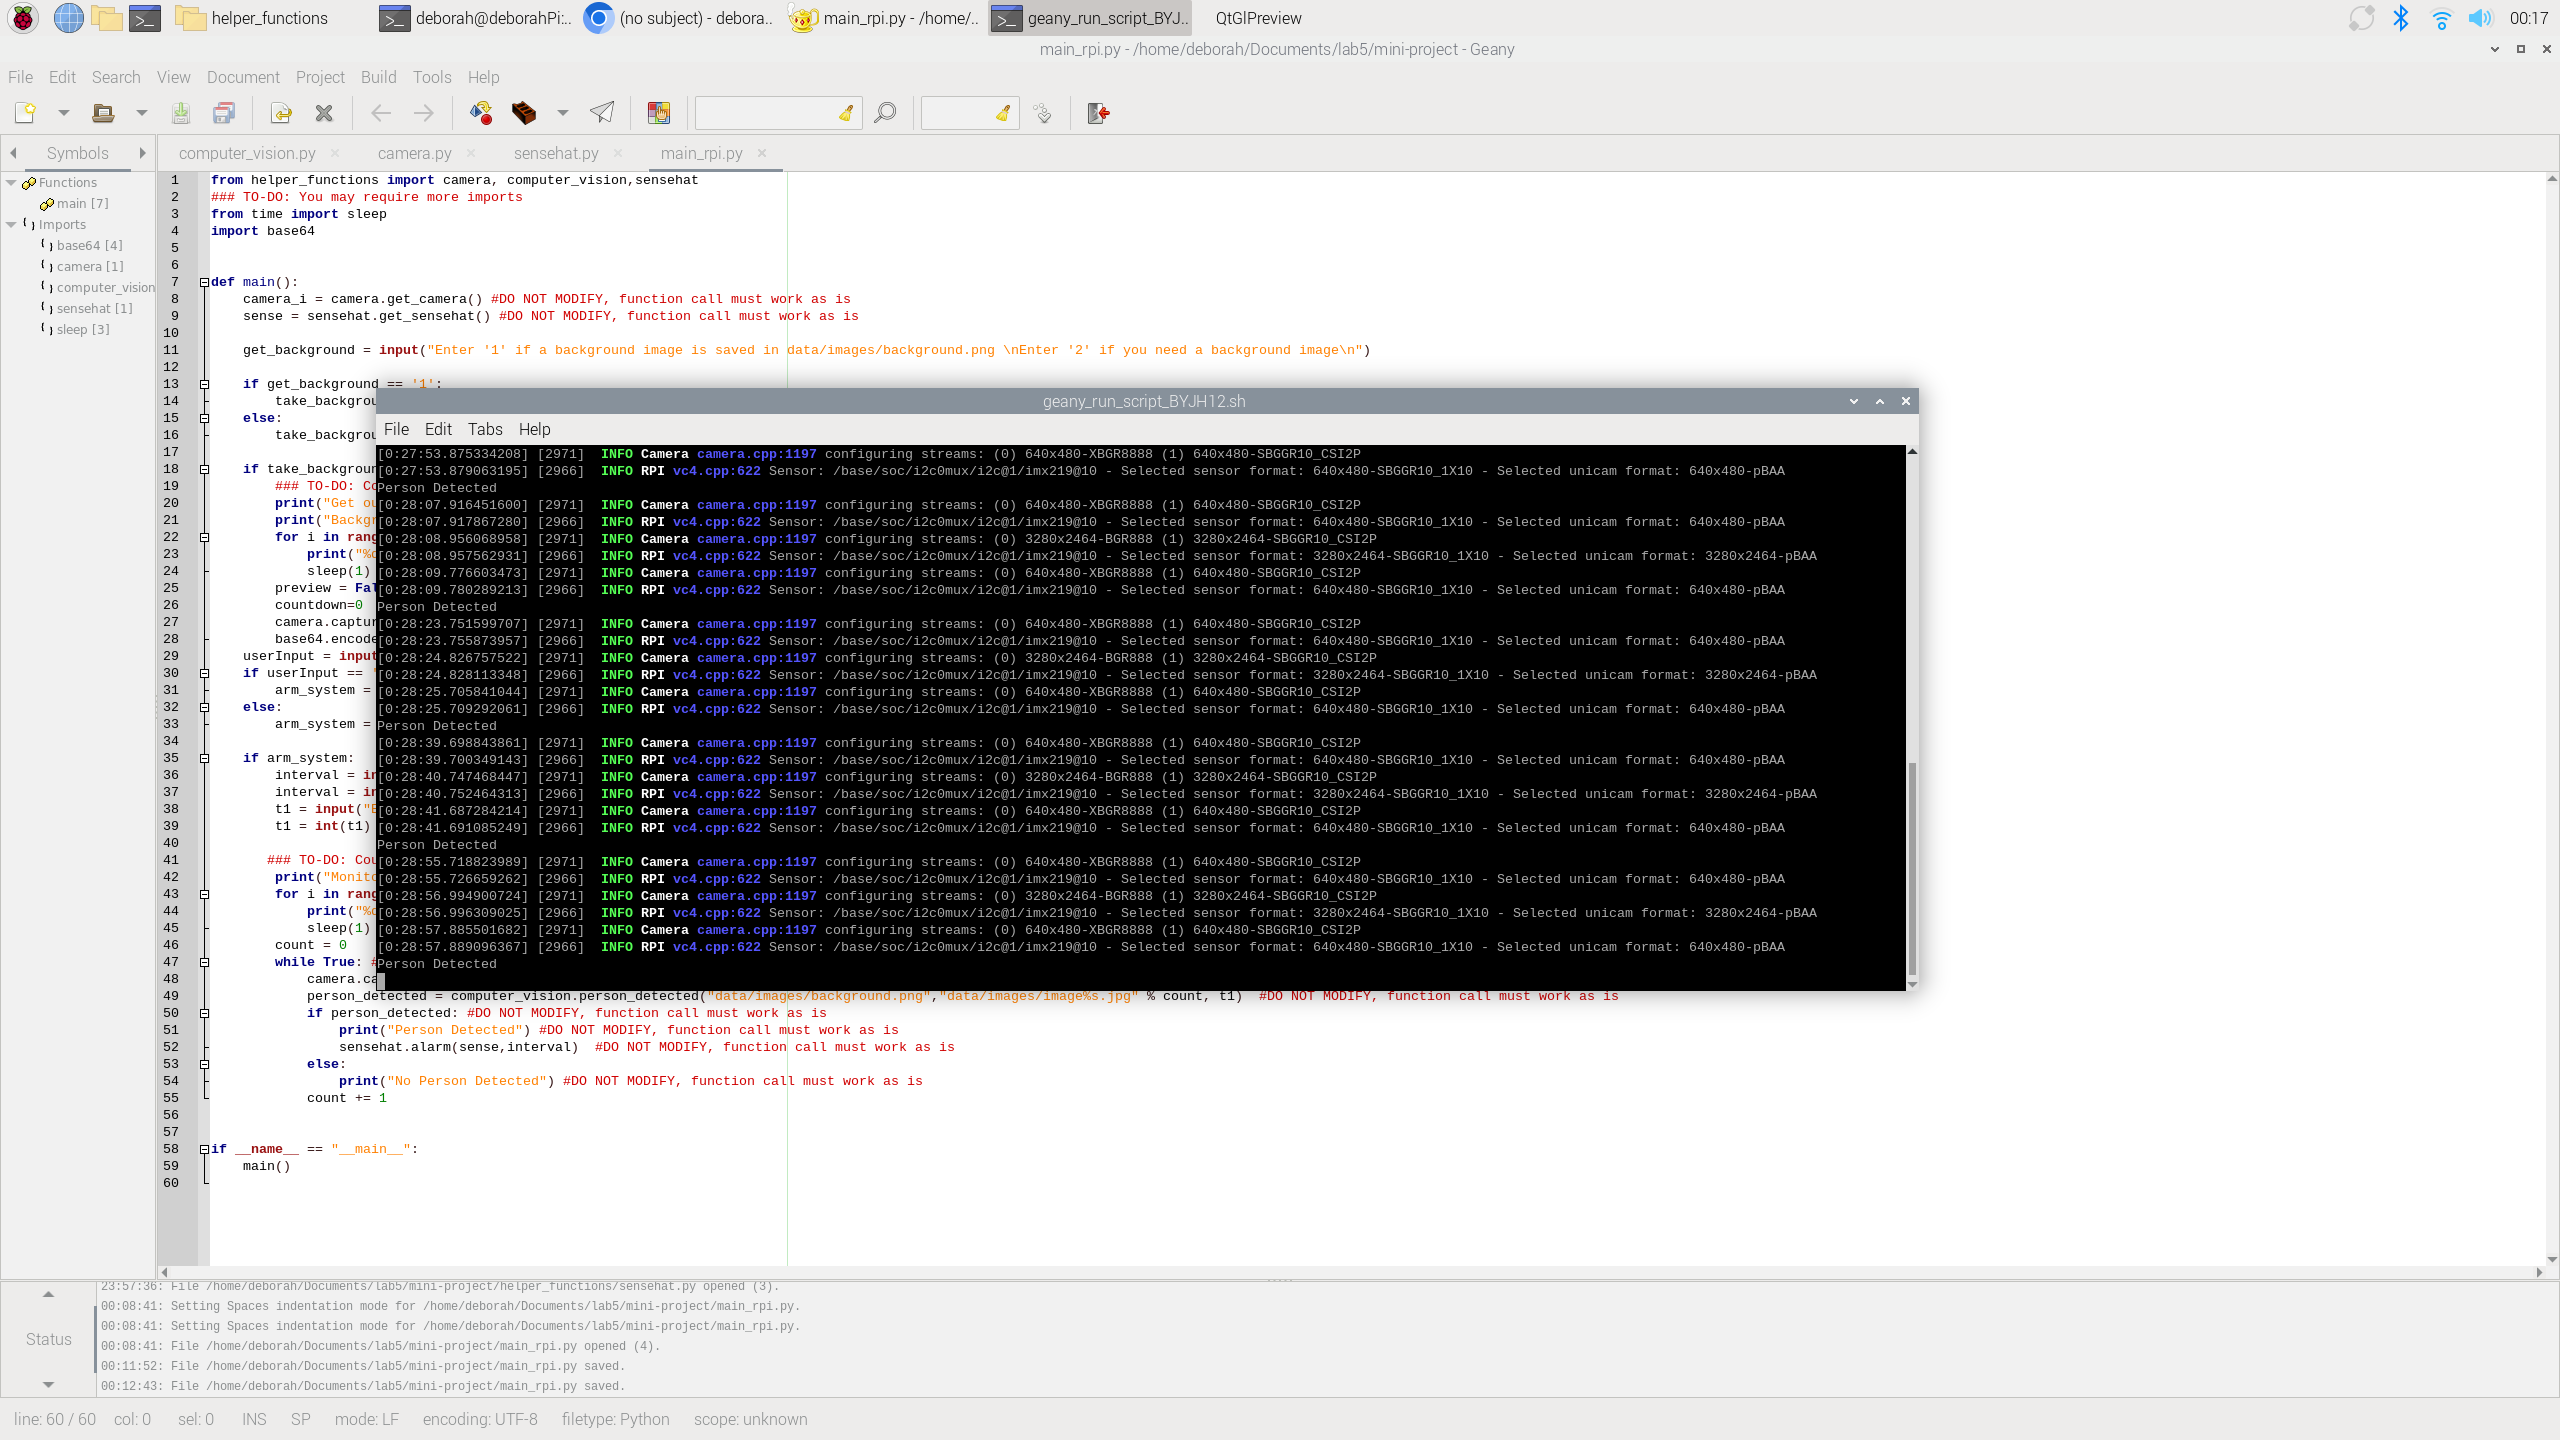 helper_functions
deborah@deborahPi:..
(no subject) - debora..
main_rpi.py - /home/..
geany_run_script_BYJ..
QtGlPreview
00:17
main_rpi.py - /home/deborah/Documents/lab5/mini-project - Geany
File Edit Search View Document Project Build Tools Help
Symbols
computer_vision.py
camera.py
sensehat.py
main_rpi.py
Functions
main [7]
Imports
base64 [4]
camera [1]
computer_vision
sensehat [1]
sleep [3]
1 from helper_functions import camera, computer_vision,sensehat
2 ### TO-DO: You may require more imports
3 from time import sleep
4 import base64
5
6
7 def main():
8 camera_i = camera.get_camera() #DO NOT MODIFY, function call must work as is
9 sense = sensehat.get_sensehat() #DO NOT MODIFY, function call must work as is
10
11 get_background = input("Enter '1' if a background image is saved in data/images/background.png \nEnter '2' if you need a background image\n")
12
13 if get_background == '1':
14 take_backgrou
15 else:
16 take_backgrou
17
18 if take_backgroun
19 ### TO-DO: Co
20 print("Get ou
21 print("Backgr
22 for i in rang
23 print("%d
24 sleep(1)
25 preview = Fal
26 countdown=0
27 camera.captur
28 base64.encode
29 userInput = input
30 if userInput == '
31 arm_system =
32 else:
33 arm_system =
34
35 if arm_system:
36 interval = in
37 interval = in
38 t1 = input("E
39 t1 = int(t1)
40
41 ### TO-DO: Cou
42 print("Monito
43 for i in rang
44 print("%d
45 sleep(1)
46 count = 0
47 while True: #
48 camera.ca
49 person_detected = computer_vision.person_detected("data/images/background.png","data/images/image%s.jpg" % count, t1) #DO NOT MODIFY, function call must work as is
50 if person_detected: #DO NOT MODIFY, function call must work as is
51 print("Person Detected") #DO NOT MODIFY, function call must work as is
52 sensehat.alarm(sense,interval) #DO NOT MODIFY, function call must work as is
53 else:
54 print("No Person Detected") #DO NOT MODIFY, function call must work as is
55 count += 1
56
57
58 if __name__ == "__main__":
59 main()
60
geany_run_script_BYJH12.sh
File Edit Tabs Help
[0:27:53.875334208] [2971] INFO Camera camera.cpp:1197 configuring streams: (0) 640x480-XBGR8888 (1) 640x480-SBGGR10_CSI2P
[0:27:53.879063195] [2966] INFO RPI vc4.cpp:622 Sensor: /base/soc/i2c0mux/i2c@1/imx219@10 - Selected sensor format: 640x480-SBGGR10_1X10 - Selected unicam format: 640x480-pBAA
Person Detected
[0:28:07.916451600] [2971] INFO Camera camera.cpp:1197 configuring streams: (0) 640x480-XBGR8888 (1) 640x480-SBGGR10_CSI2P
[0:28:07.917867280] [2966] INFO RPI vc4.cpp:622 Sensor: /base/soc/i2c0mux/i2c@1/imx219@10 - Selected sensor format: 640x480-SBGGR10_1X10 - Selected unicam format: 640x480-pBAA
[0:28:08.956068958] [2971] INFO Camera camera.cpp:1197 configuring streams: (0) 3280x2464-BGR888 (1) 3280x2464-SBGGR10_CSI2P
[0:28:08.957562931] [2966] INFO RPI vc4.cpp:622 Sensor: /base/soc/i2c0mux/i2c@1/imx219@10 - Selected sensor format: 3280x2464-SBGGR10_1X10 - Selected unicam format: 3280x2464-pBAA
[0:28:09.776603473] [2971] INFO Camera camera.cpp:1197 configuring streams: (0) 640x480-XBGR8888 (1) 640x480-SBGGR10_CSI2P
[0:28:09.780289213] [2966] INFO RPI vc4.cpp:622 Sensor: /base/soc/i2c0mux/i2c@1/imx219@10 - Selected sensor format: 640x480-SBGGR10_1X10 - Selected unicam format: 640x480-pBAA
Person Detected
[0:28:23.751599707] [2971] INFO Camera camera.cpp:1197 configuring streams: (0) 640x480-XBGR8888 (1) 640x480-SBGGR10_CSI2P
[0:28:23.755873957] [2966] INFO RPI vc4.cpp:622 Sensor: /base/soc/i2c0mux/i2c@1/imx219@10 - Selected sensor format: 640x480-SBGGR10_1X10 - Selected unicam format: 640x480-pBAA
[0:28:24.826757522] [2971] INFO Camera camera.cpp:1197 configuring streams: (0) 3280x2464-BGR888 (1) 3280x2464-SBGGR10_CSI2P
[0:28:24.828113348] [2966] INFO RPI vc4.cpp:622 Sensor: /base/soc/i2c0mux/i2c@1/imx219@10 - Selected sensor format: 3280x2464-SBGGR10_1X10 - Selected unicam format: 3280x2464-pBAA
[0:28:25.705841044] [2971] INFO Camera camera.cpp:1197 configuring streams: (0) 640x480-XBGR8888 (1) 640x480-SBGGR10_CSI2P
[0:28:25.709292061] [2966] INFO RPI vc4.cpp:622 Sensor: /base/soc/i2c0mux/i2c@1/imx219@10 - Selected sensor format: 640x480-SBGGR10_1X10 - Selected unicam format: 640x480-pBAA
Person Detected
[0:28:39.698843861] [2971] INFO Camera camera.cpp:1197 configuring streams: (0) 640x480-XBGR8888 (1) 640x480-SBGGR10_CSI2P
[0:28:39.700349143] [2966] INFO RPI vc4.cpp:622 Sensor: /base/soc/i2c0mux/i2c@1/imx219@10 - Selected sensor format: 640x480-SBGGR10_1X10 - Selected unicam format: 640x480-pBAA
[0:28:40.747468447] [2971] INFO Camera camera.cpp:1197 configuring streams: (0) 3280x2464-BGR888 (1) 3280x2464-SBGGR10_CSI2P
[0:28:40.752464313] [2966] INFO RPI vc4.cpp:622 Sensor: /base/soc/i2c0mux/i2c@1/imx219@10 - Selected sensor format: 3280x2464-SBGGR10_1X10 - Selected unicam format: 3280x2464-pBAA
[0:28:41.687284214] [2971] INFO Camera camera.cpp:1197 configuring streams: (0) 640x480-XBGR8888 (1) 640x480-SBGGR10_CSI2P
[0:28:41.691085249] [2966] INFO RPI vc4.cpp:622 Sensor: /base/soc/i2c0mux/i2c@1/imx219@10 - Selected sensor format: 640x480-SBGGR10_1X10 - Selected unicam format: 640x480-pBAA
Person Detected
[0:28:55.718823989] [2971] INFO Camera camera.cpp:1197 configuring streams: (0) 640x480-XBGR8888 (1) 640x480-SBGGR10_CSI2P
[0:28:55.726659262] [2966] INFO RPI vc4.cpp:622 Sensor: /base/soc/i2c0mux/i2c@1/imx219@10 - Selected sensor format: 640x480-SBGGR10_1X10 - Selected unicam format: 640x480-pBAA
[0:28:56.994900724] [2971] INFO Camera camera.cpp:1197 configuring streams: (0) 3280x2464-BGR888 (1) 3280x2464-SBGGR10_CSI2P
[0:28:56.996309025] [2966] INFO RPI vc4.cpp:622 Sensor: /base/soc/i2c0mux/i2c@1/imx219@10 - Selected sensor format: 3280x2464-SBGGR10_1X10 - Selected unicam format: 3280x2464-pBAA
[0:28:57.885501682] [2971] INFO Camera camera.cpp:1197 configuring streams: (0) 640x480-XBGR8888 (1) 640x480-SBGGR10_CSI2P
[0:28:57.889096367] [2966] INFO RPI vc4.cpp:622 Sensor: /base/soc/i2c0mux/i2c@1/imx219@10 - Selected sensor format: 640x480-SBGGR10_1X10 - Selected unicam format: 640x480-pBAA
Person Detected
Status
23:57:36: File /home/deborah/Documents/lab5/mini-project/helper_functions/sensehat.py opened (3).
00:08:41: Setting Spaces indentation mode for /home/deborah/Documents/lab5/mini-project/main_rpi.py.
00:08:41: Setting Spaces indentation mode for /home/deborah/Documents/lab5/mini-project/main_rpi.py.
00:08:41: File /home/deborah/Documents/lab5/mini-project/main_rpi.py opened (4).
00:11:52: File /home/deborah/Documents/lab5/mini-project/main_rpi.py saved.
00:12:43: File /home/deborah/Documents/lab5/mini-project/main_rpi.py saved.
line: 60 / 60 col: 0 sel: 0 INS SP mode: LF encoding: UTF-8 filetype: Python scope: unknown